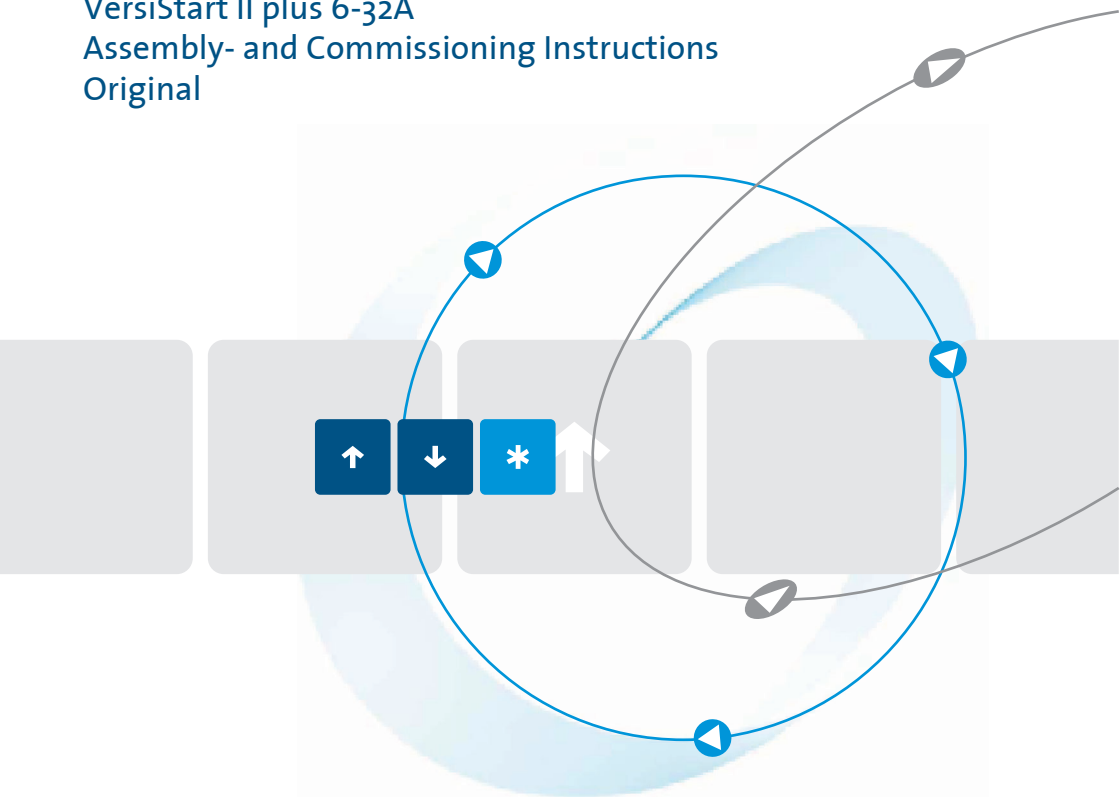 VersiStart II plus 6-32A
Assembly- and Commissioning Instructions
Original